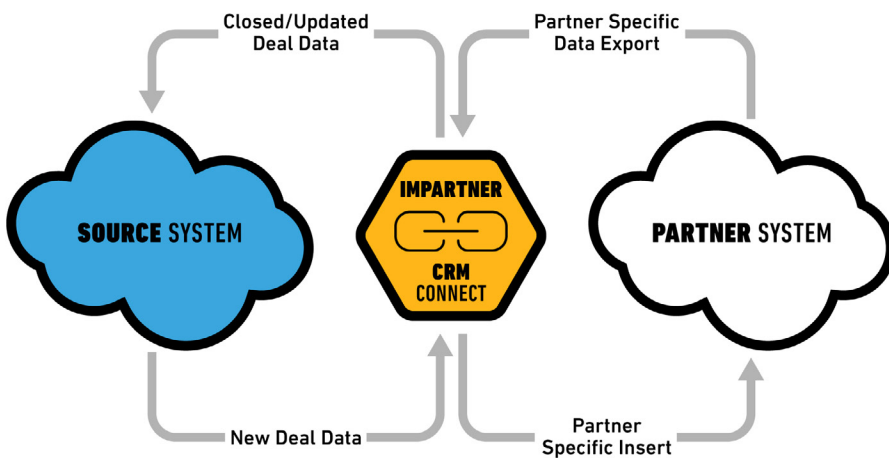 Closed/Updated
Deal Data
Partner Specific
Data Export
SOURCE SYSTEM
IMPARTNER
CRM
CONNECT
PARTNER SYSTEM
New Deal Data
Partner
Specific Insert